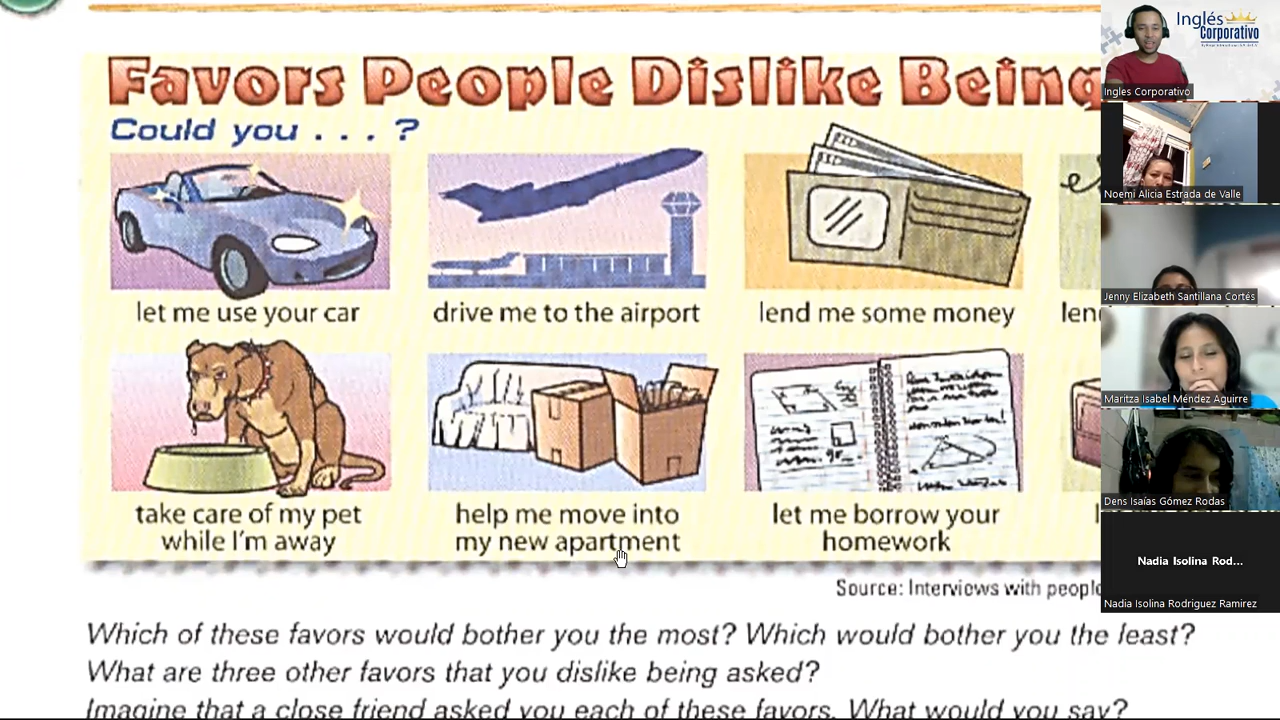 Favors People Dislike Being
Could you . . . ?
let me use your car
drive me to the airport
lend me some money
take care of my pet
while I'm away
help me move into
my new apartment
let me borrow your
homework
Source: Interviews with
Which of these favors would bother you the most? Which would bother you the least?
What are three other favors that you dislike being asked?
Imagine that a close friend asked you each of these favors. What would you say?
Inglés
Corporativo
Ingles Corporativo
Noemi Alicia Estrada de Valle
Jenny Elizabeth Santillana Cortés
Maritza Isabel Méndez Aguirre
Dens Isaías Gómez Rodas
Nadia Isolina Rod...
Nadia Isolina Rodriguez Ramirez